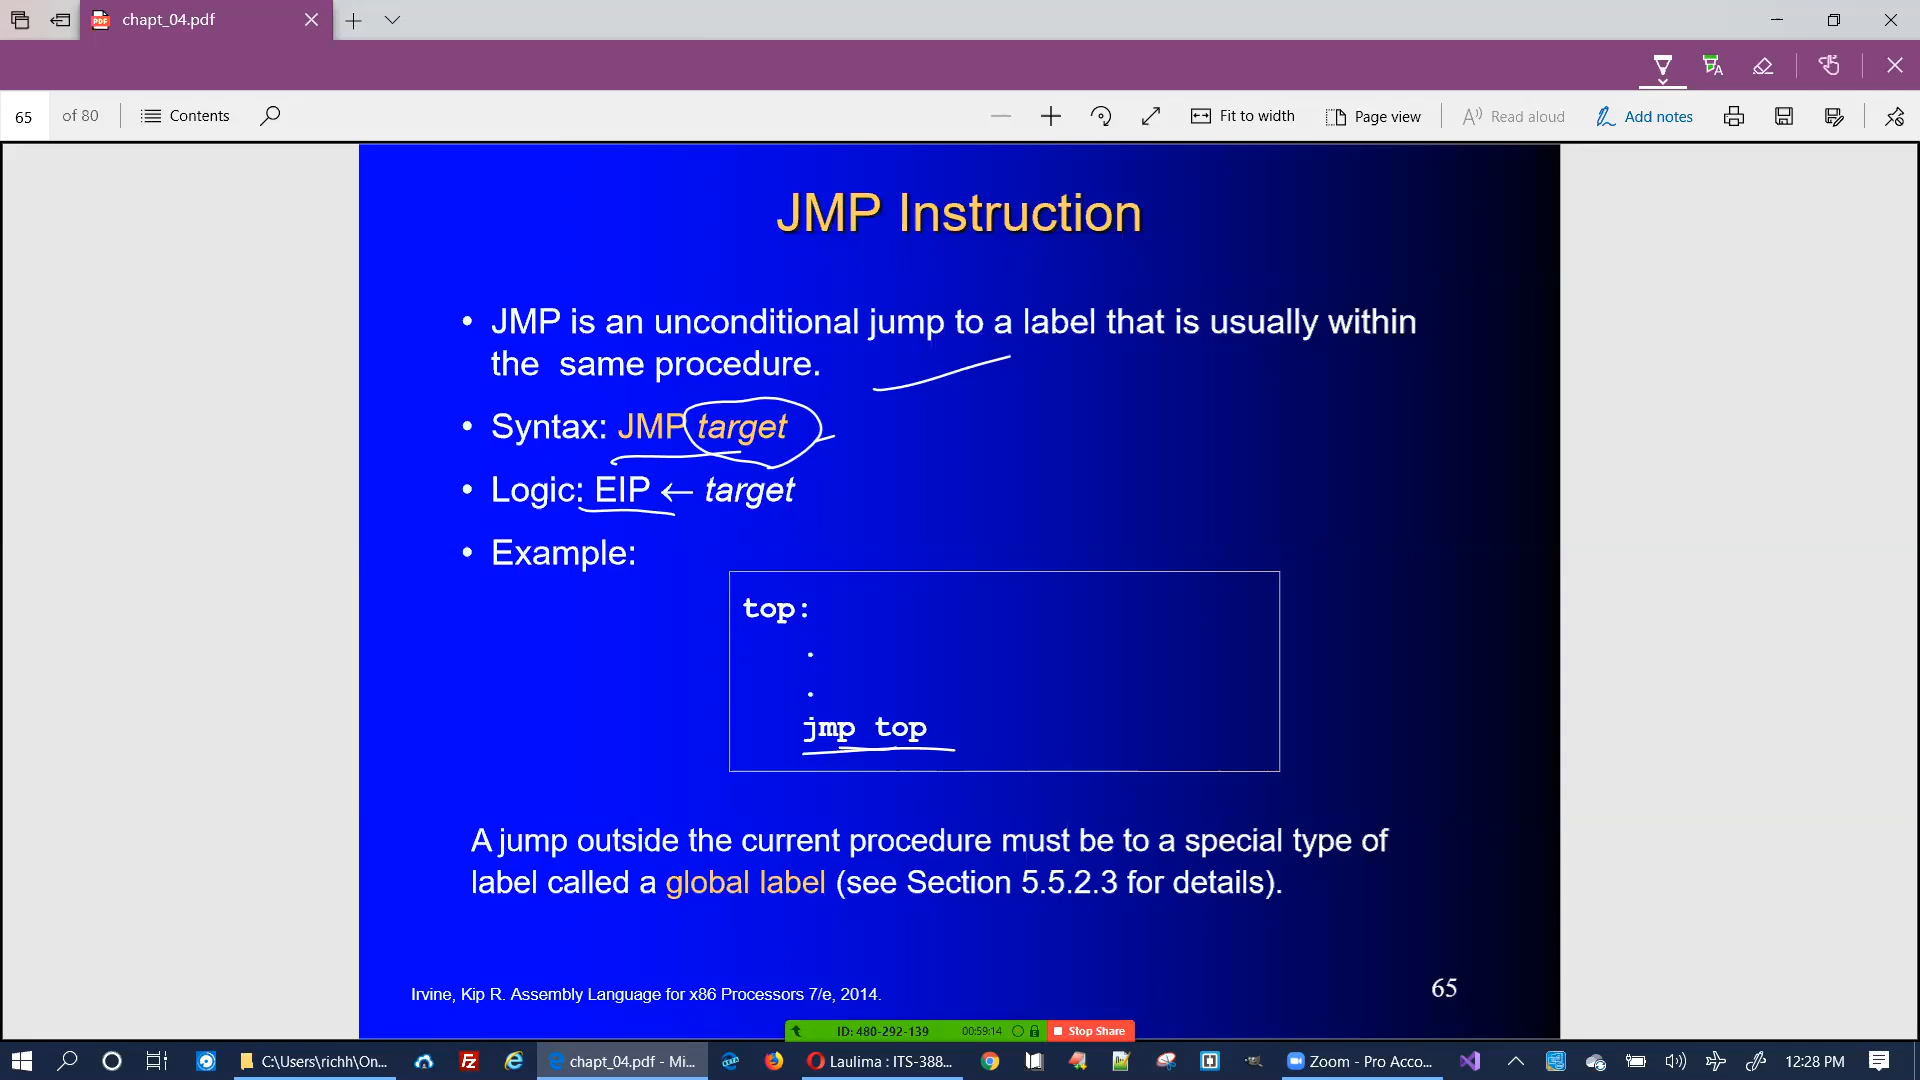 chapt_04.pdf
65 of 80 Contents Fit to width Page view Read aloud Add notes
JMP Instruction
• JMP is an unconditional jump to a label that is usually within
the same procedure.
• Syntax: JMP target
• Logic: EIP ← target
• Example:
top:
.
.
jmp top
A jump outside the current procedure must be to a special type of
label called a global label (see Section 5.5.2.3 for details).
Irvine, Kip R. Assembly Language for x86 Processors 7/e, 2014.
65
ID: 480-292-139 00:59:14 Stop Share
C:\Users\richh\On... chapt_04.pdf - Mi... Laulima : ITS-388... Zoom - Pro Acco... 12:28 PM